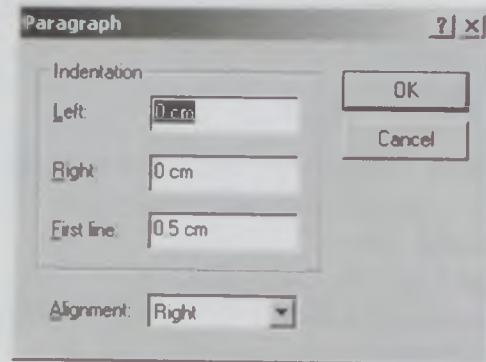 Paragraph ? ×
Indentation
Left: 0 cm
Right: 0 cm
First line: 0.5 cm
Alignment: Right
OK
Cancel